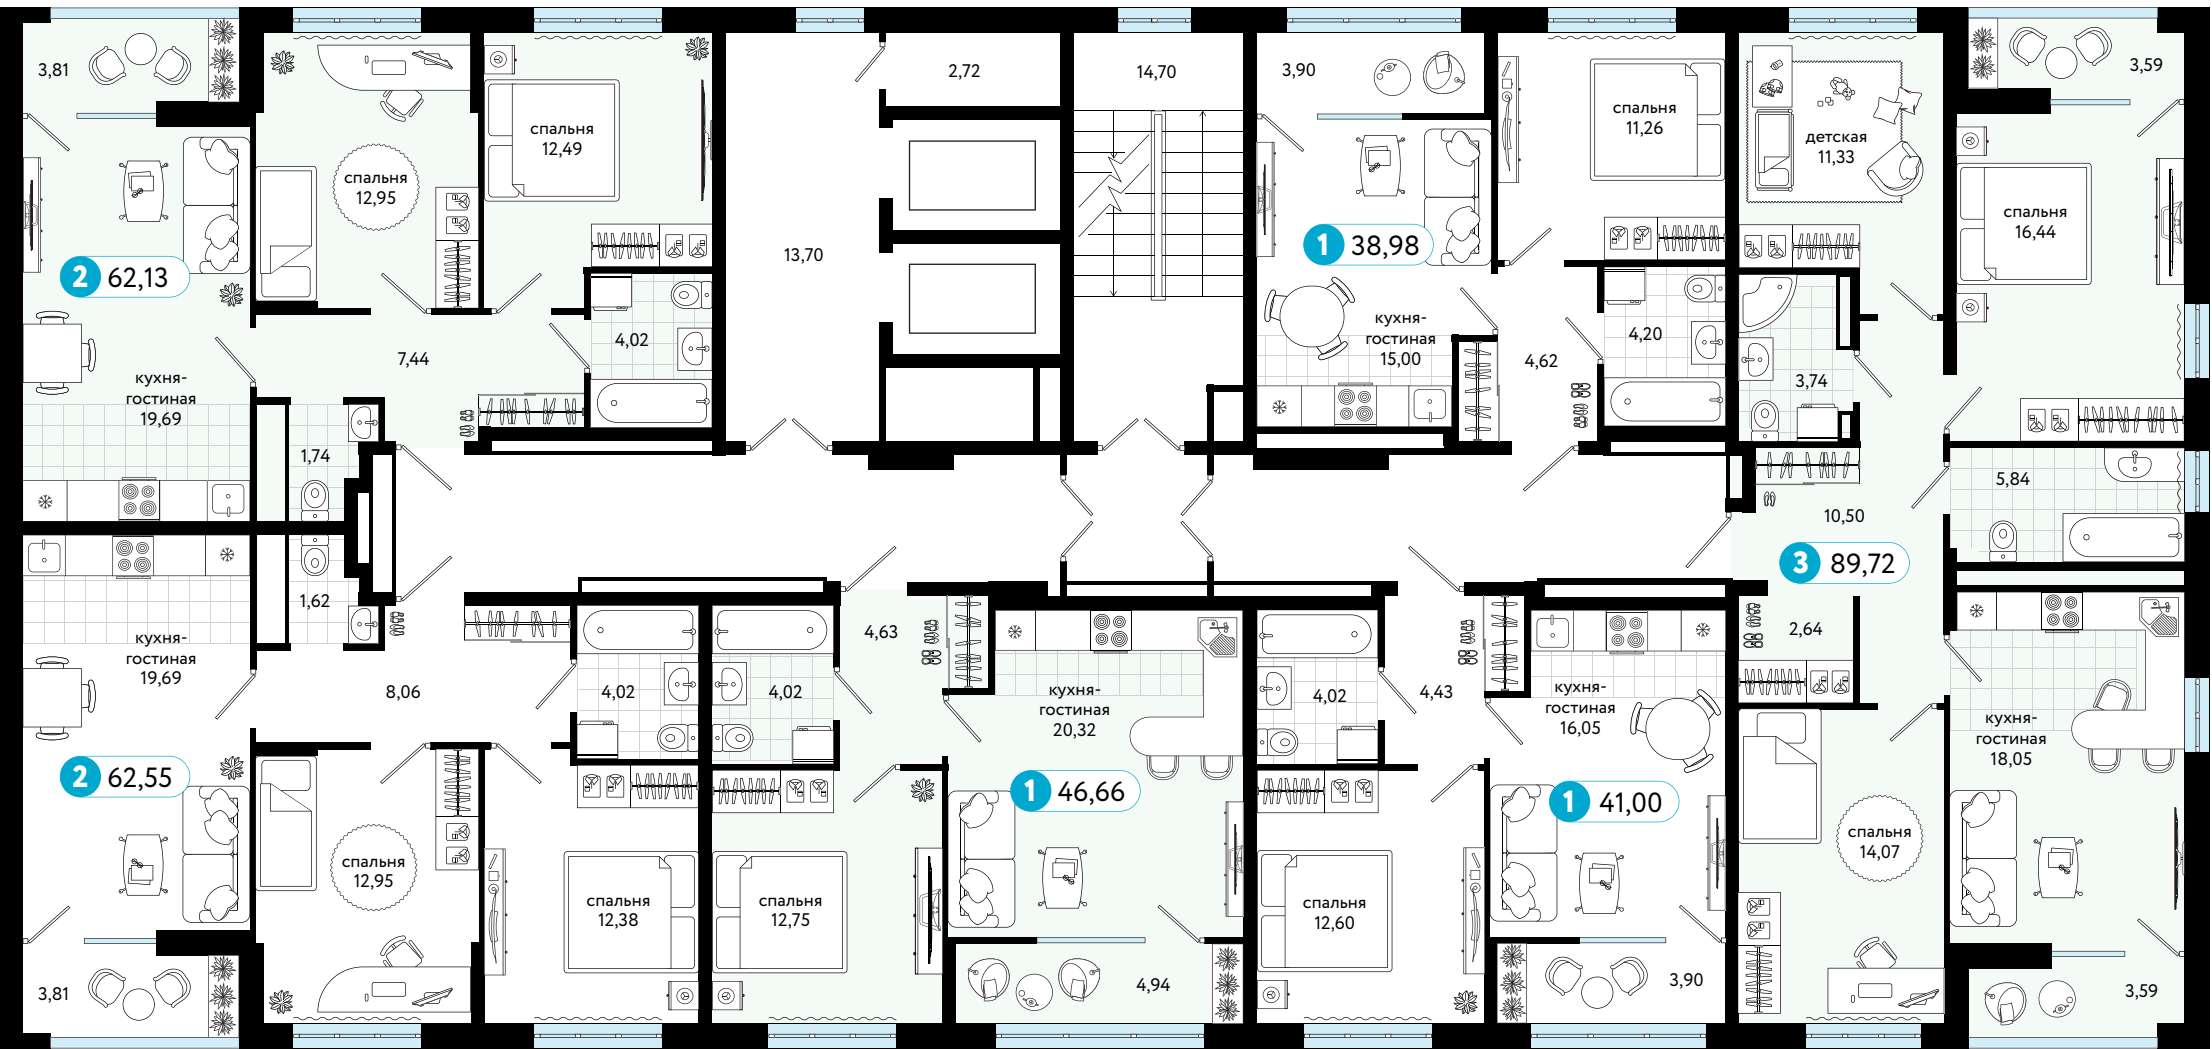 3,81
спальня
12,95
спальня
12,49
2 62,13
7,44
4,02
кухня-
гостиная
19,69
1,74
2,72
13,70
14,70
3,90
1 38,98
кухня-
гостиная
15,00
спальня
11,26
4,62
4,20
детская
11,33
3,59
спальня
16,44
3,74
5,84
10,50
3 89,72
2,64
кухня-
гостиная
18,05
спальня
14,07
3,59
1,62
кухня-
гостиная
19,69
8,06
4,02
2 62,55
спальня
12,95
спальня
12,38
3,81
4,02
4,63
кухня-
гостиная
20,32
1 46,66
спальня
12,75
4,94
4,02
4,43
кухня-
гостиная
16,05
1 41,00
спальня
12,60
3,90